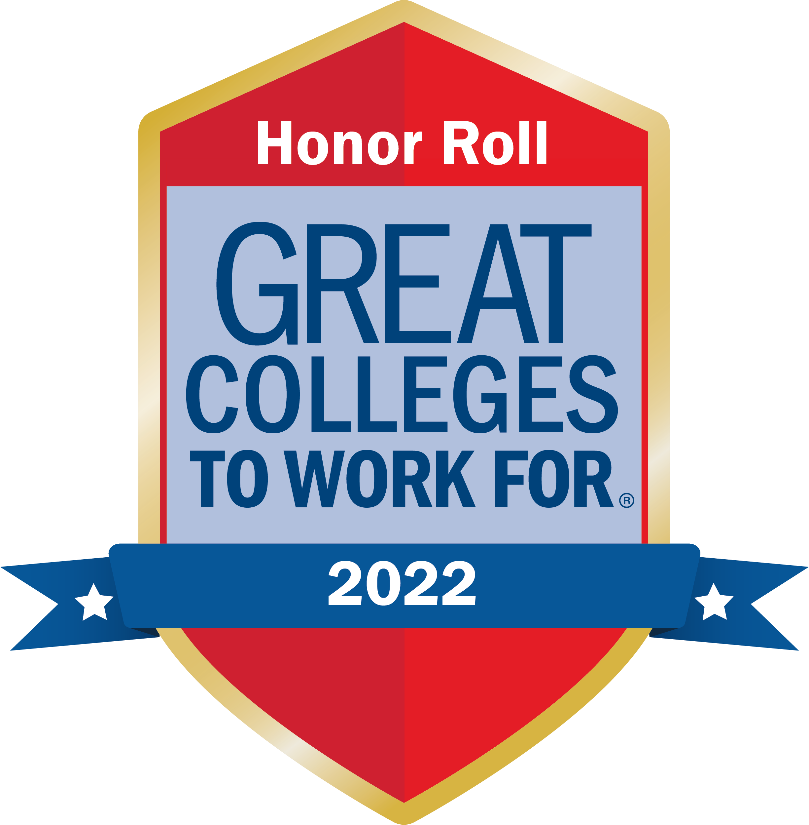 Honor Roll
GREAT
COLLEGES
TO WORK FOR®
2022